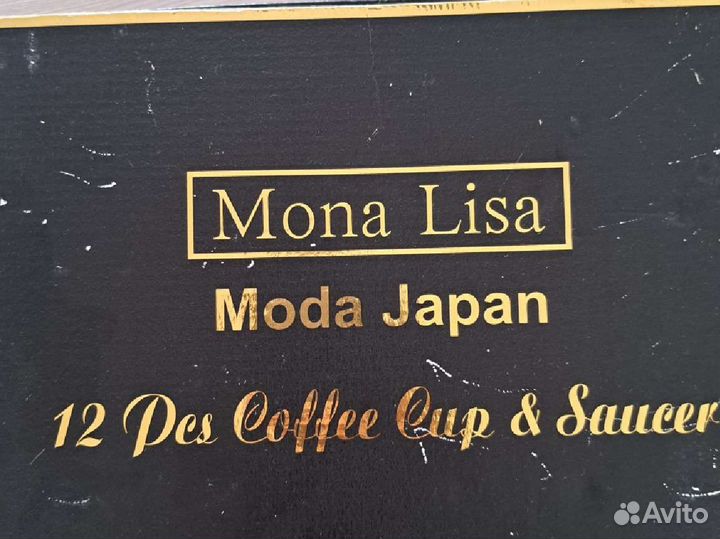 Mona Lisa
Moda Japan
12 Pcs Coffee Cup & Saucer
Avito